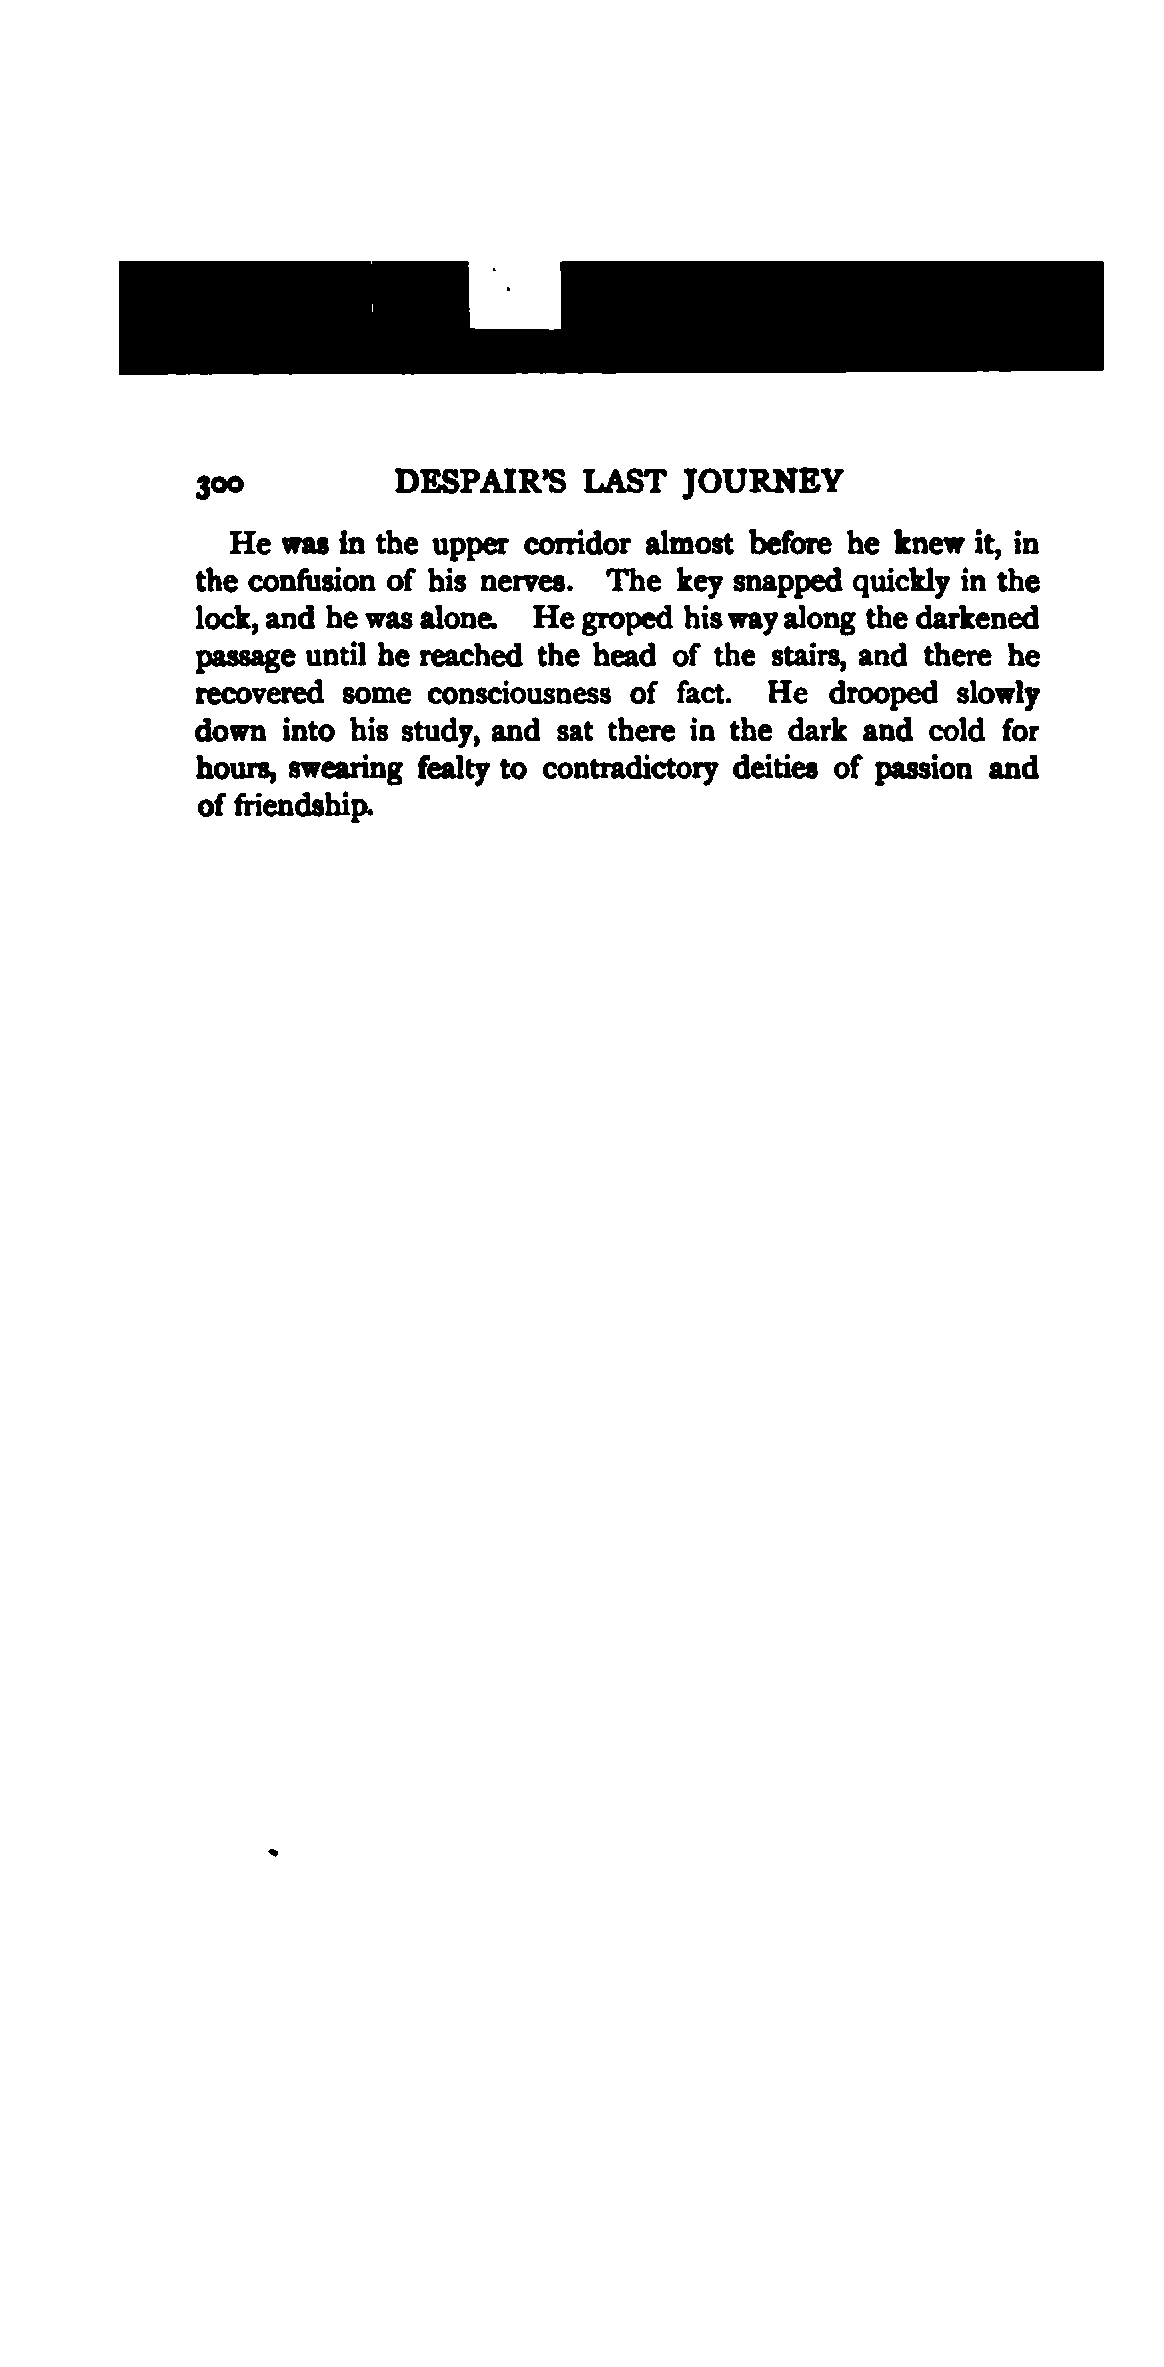 300 DESPAIR'S LAST JOURNEY
He was in the upper corridor almost before he knew it, in
the confusion of his nerves. The key snapped quickly in the
lock, and he was alone. He groped his way along the darkened
passage until he reached the head of the stairs, and there he
recovered some consciousness of fact. He drooped slowly
down into his study, and sat there in the dark and cold for
hours, swearing fealty to contradictory deities of passion and
of friendship.